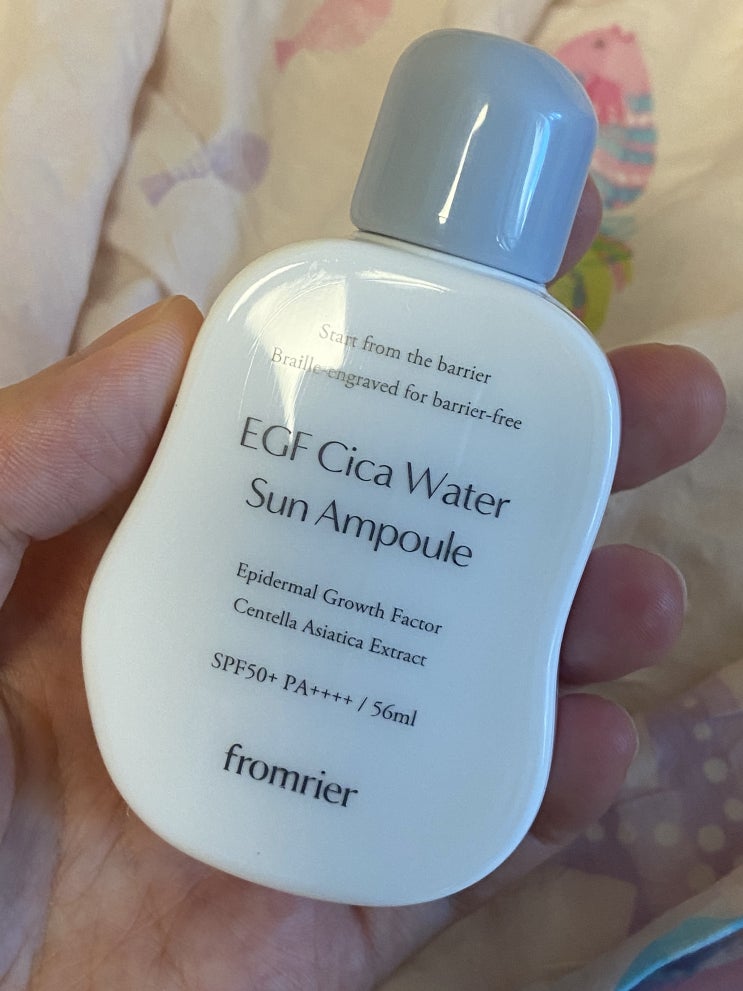 Start from the barrier
Braille-engraved for barrier-free
EGF Cica Water
Sun Ampoule
Epidermal Growth Factor
Centella Asiatica Extract
SPF50+ PA++++ / 56ml
fromrier